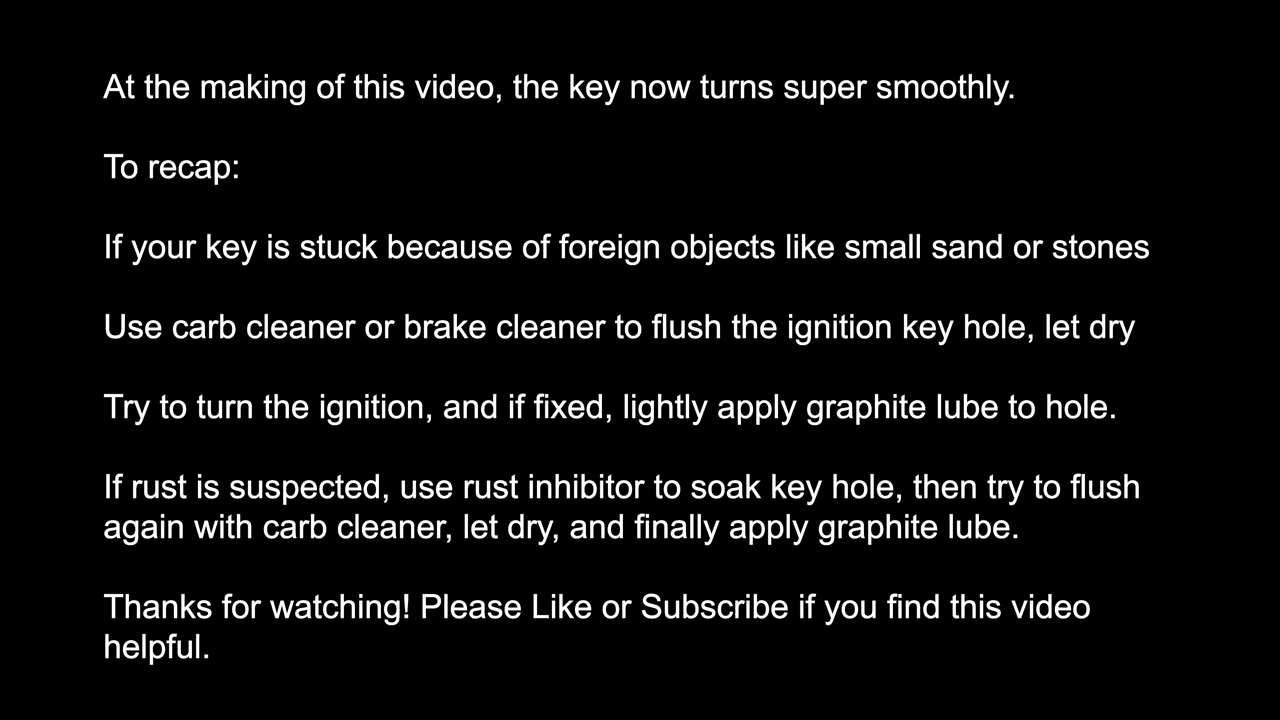 At the making of this video, the key now turns super smoothly.
To recap:
If your key is stuck because of foreign objects like small sand or stones
Use carb cleaner or brake cleaner to flush the ignition key hole, let dry
Try to turn the ignition, and if fixed, lightly apply graphite lube to hole.
If rust is suspected, use rust inhibitor to soak key hole, then try to flush
again with carb cleaner, let dry, and finally apply graphite lube.
Thanks for watching! Please Like or Subscribe if you find this video
helpful.